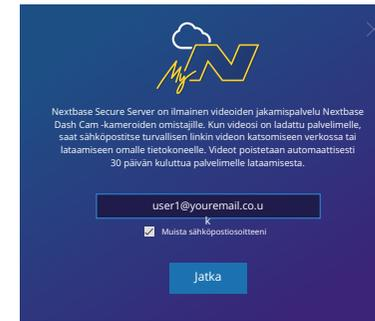 My N
Nextbase Secure Server on ilmainen videoiden jakamispalvelu Nextbase
Dash Cam -kameroiden omistajille. Kun videosi on ladattu palvelimelle,
saat sähköpostitse turvallisen linkin videon katsomiseen verkossa tai
lataamiseen omalle tietokoneelle. Videot poistetaan automaattisesti
30 päivän kuluttua palvelimelle lataamisesta.
user1@youremail.co.u
k
Muista sähköpostiosoitteeni
Jatka